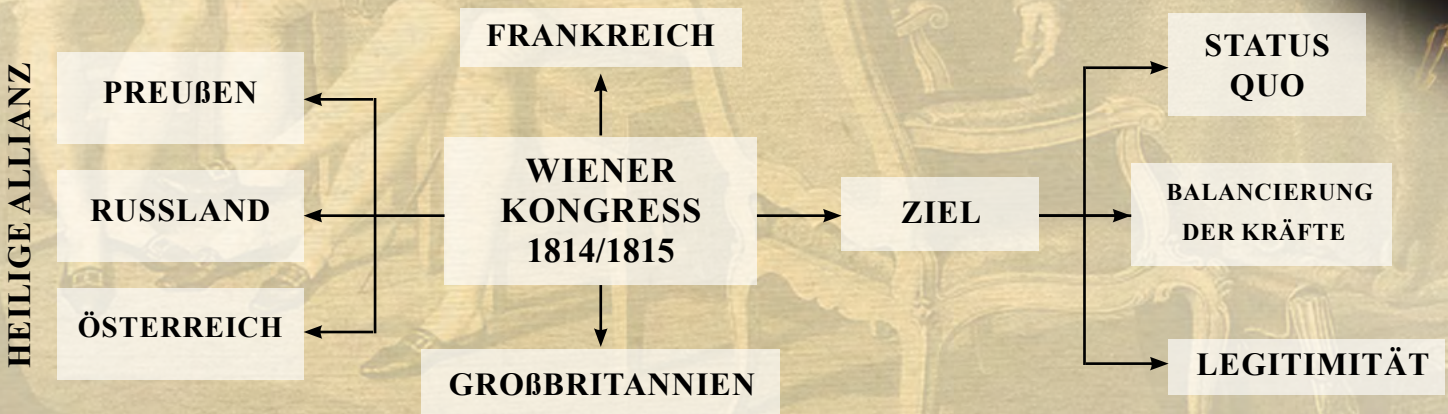 HEILIGE ALLIANZ
PREUßEN
RUSSLAND
ÖSTERREICH
FRANKREICH
WIENER
KONGRESS
1814/1815
GROßBRITANNIEN
ZIEL
STATUS
QUO
BALANCIERUNG
DER KRÄFTE
LEGITIMITÄT